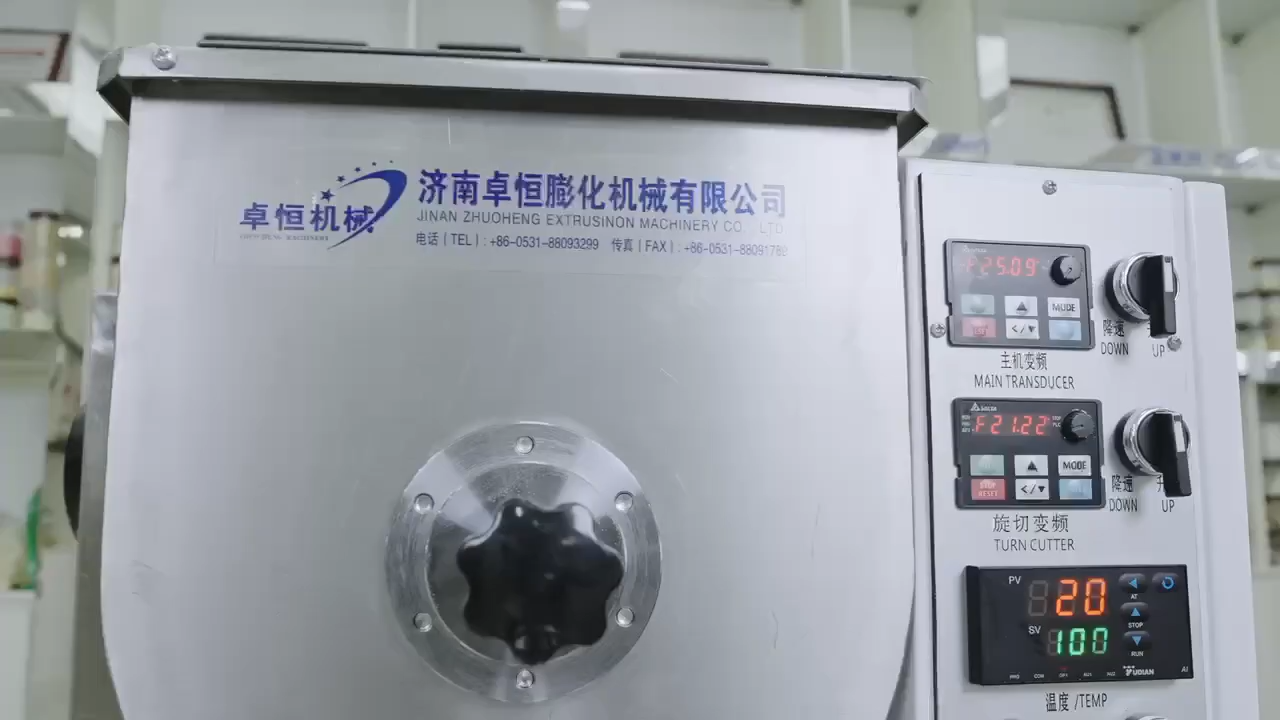 卓恒机械
济南卓恒膨化机械有限公司
JINAN ZHUOHENG EXTRUSINON MACHINERY CO., LTD
电话 | TEL | : +86-0531-88093299 传真 | FAX | : +86-0531-88091789
F25.09
MODE
</▼
降速
DOWN
UP
主机变频
MAIN TRANSDUCER
F21.22
MODE
STOP
RESET
</▼
降速
DOWN
升
UP
旋切变频
TURN CUTTER
PV
20
AT
SV
100
STOP
RUN
YUDIAN
AI
温度 /TEMP